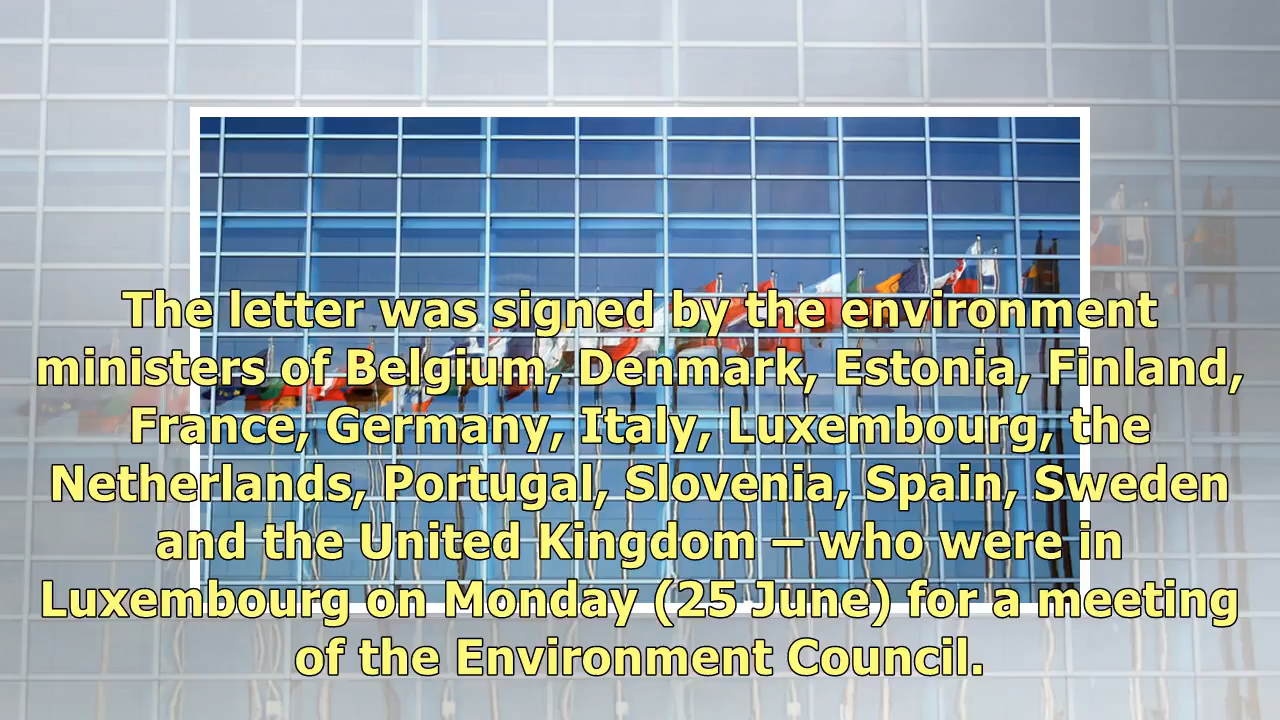 The letter was signed by the environment
ministers of Belgium, Denmark, Estonia, Finland,
France, Germany, Italy, Luxembourg, the
Netherlands, Portugal, Slovenia, Spain, Sweden
and the United Kingdom – who were in
Luxembourg on Monday (25 June) for a meeting
of the Environment Council.